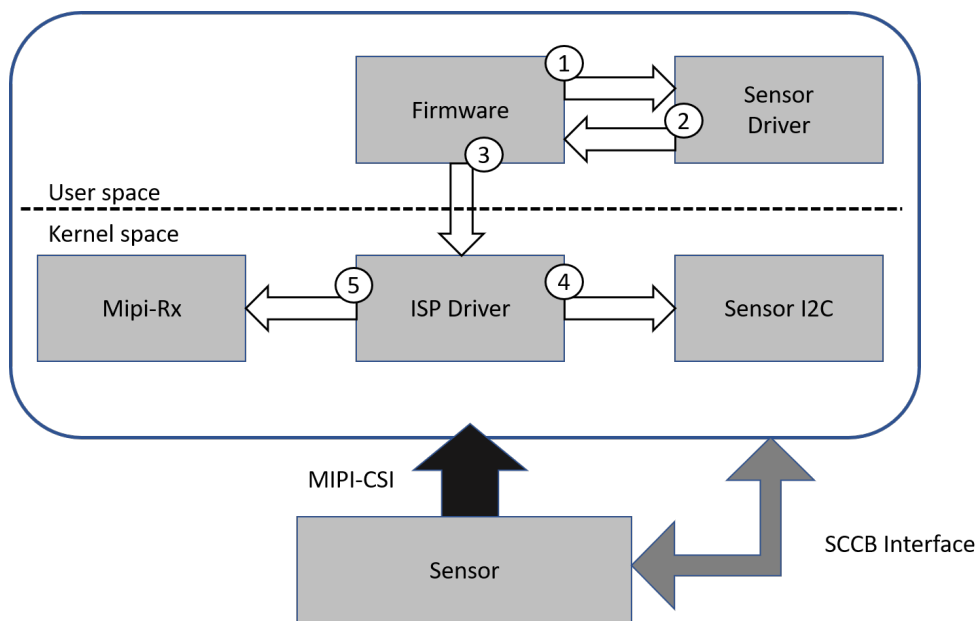 1
Firmware
Sensor
Driver
2
3
User space
Kernel space
5
4
Mipi-Rx
ISP Driver
Sensor I2C
MIPI-CSI
SCCB Interface
Sensor